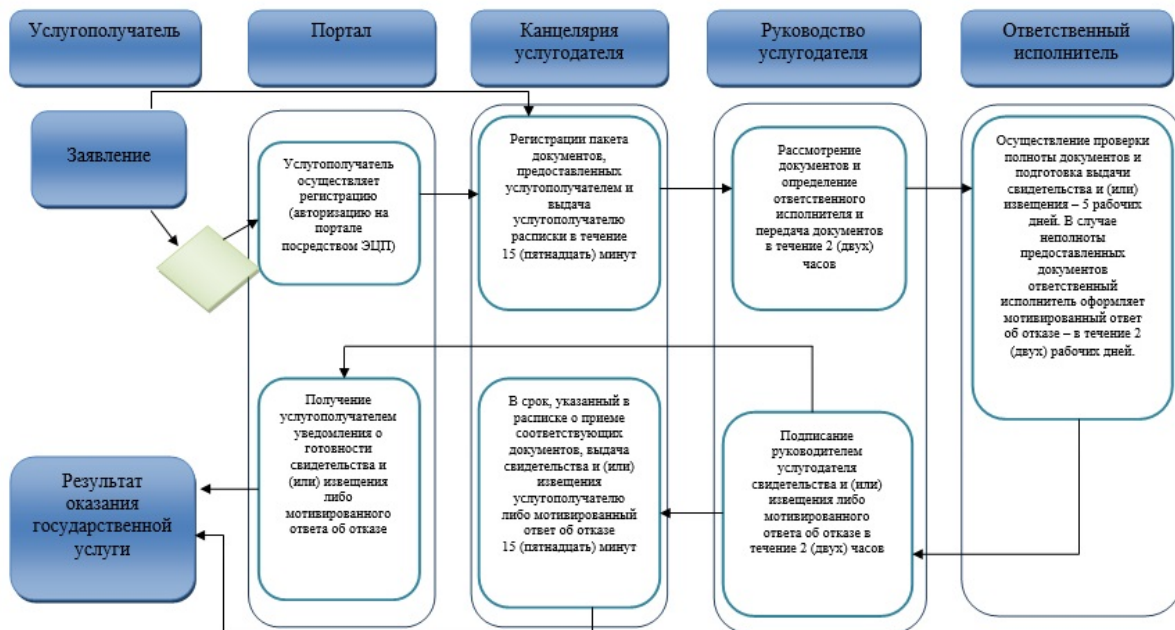 Услугополучатель
Портал
Канцелярия
услугодателя
Руководство
услугодателя
Ответственный
исполнитель
Заявление
Услугополучатель
осуществляет
регистрацию
(авторизацию на
портале
посредством ЭЦП)
Регистрации пакета
документов,
предоставленных
услугополучателем и
выдача
услугополучателю
расписки в течение
15 (пятнадцать) минут
Рассмотрение
документов и
определение
ответственного
исполнителя и
передача документов
в течение 2 (двух)
часов
Осуществление проверки
полноты документов и
подготовка выдачи
свидетельства и (или)
извещения – 5 рабочих
дней. В случае
неполноты
предоставленных
документов
ответственный
исполнитель оформляет
мотивированный ответ
об отказе – в течение 2
(двух) рабочих дней.
Результат
оказания
государственной
услуги
Получение
услугополучателем
уведомления о
готовности
свидетельства и
(или) извещения
либо
мотивированного
ответа об отказе
В срок, указанный в
расписке о приеме
соответствующих
документов, выдача
свидетельства и (или)
извещения
услугополучателю
либо мотивированный
ответ об отказе
15 (пятнадцать) минут
Подписание
руководителем
услугодателя
свидетельства и (или)
извещения либо
мотивированного
ответа об отказе в
течение 2 (двух) часов